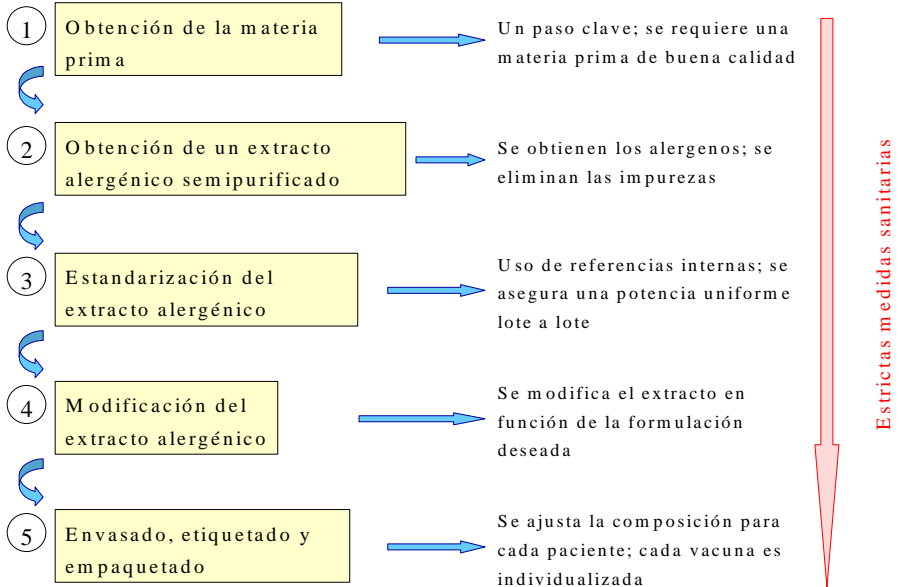 1
Obtención de la materia
prima
Un paso clave; se requiere una
materia prima de buena calidad
2
Obtención de un extracto
alergénico semipurificado
Se obtienen los alergenos; se
eliminan las impurezas
3
Estandarización del
extracto alergénico
Uso de referencias internas; se
asegura una potencia uniforme
lote a lote
4
Modificación del
extracto alergénico
Se modifica el extracto en
función de la formulación
deseada
5
Envasado, etiquetado y
empaquetado
Se ajusta la composición para
cada paciente; cada vacuna es
individualizada
Estrictas medidas sanitarias